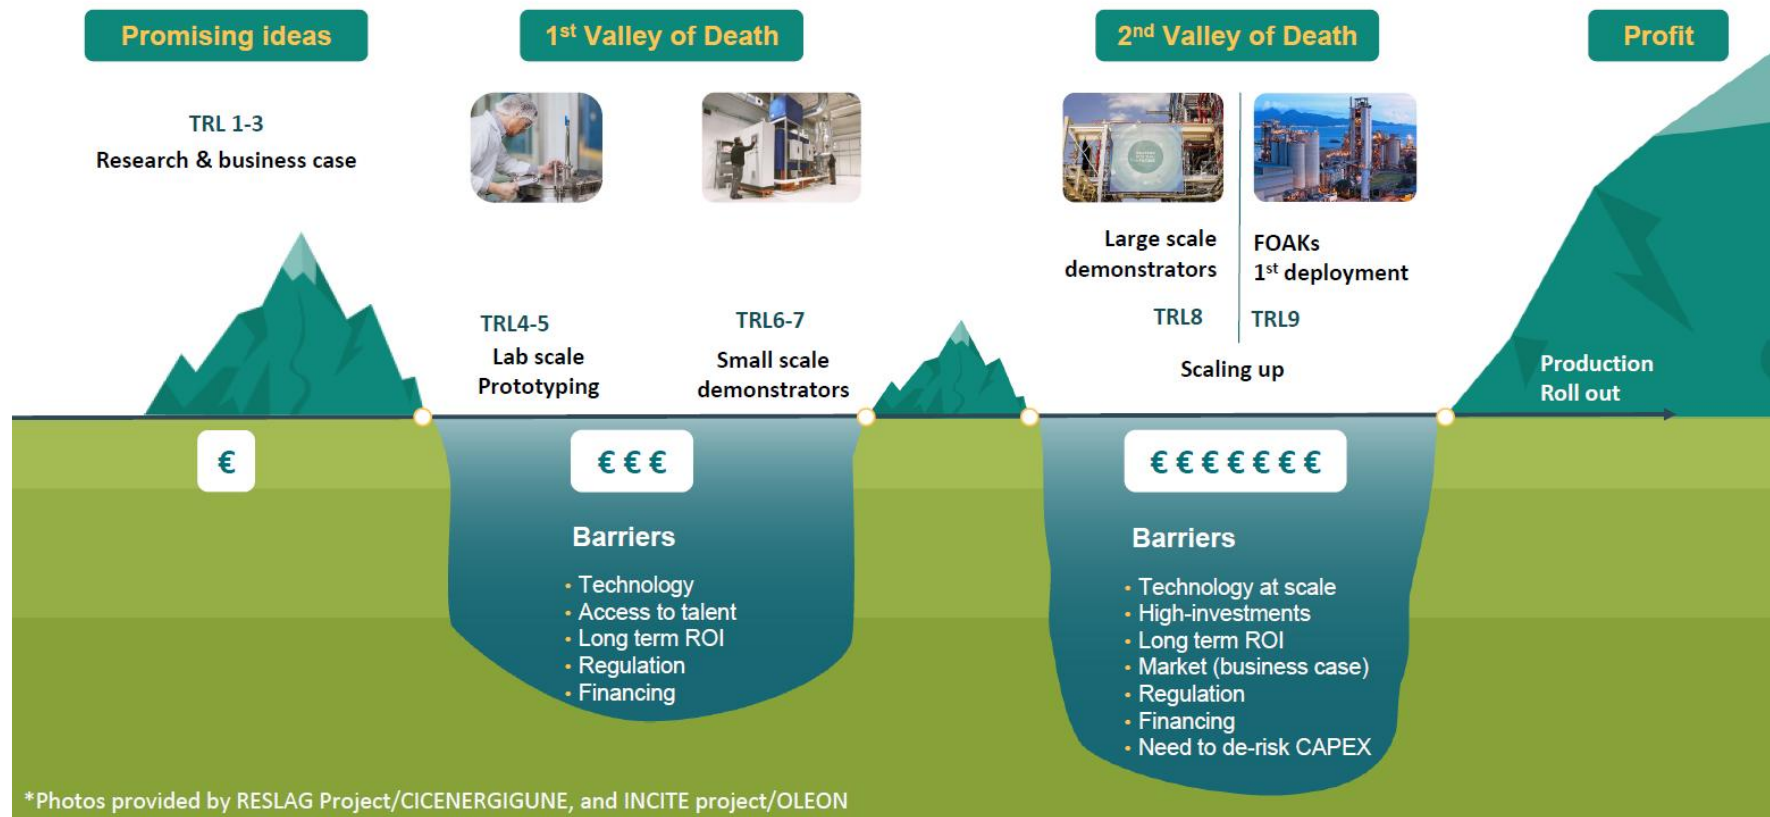 Promising ideas
1st Valley of Death
2nd Valley of Death
Profit
TRL 1-3
Research & business case
TRL4-5
Lab scale
Prototyping
TRL6-7
Small scale
demonstrators
Large scale
demonstrators
FOAKs
1st deployment
TRL8
TRL9
Scaling up
Production
Roll out
€
€ € €
€ € € € € € €
Barriers
• Technology
• Access to talent
• Long term ROI
• Regulation
• Financing
Barriers
• Technology at scale
• High-investments
• Long term ROI
• Market (business case)
• Regulation
• Financing
• Need to de-risk CAPEX
*Photos provided by RESLAG Project/CICENERGIGUNE, and INCITE project/OLEON